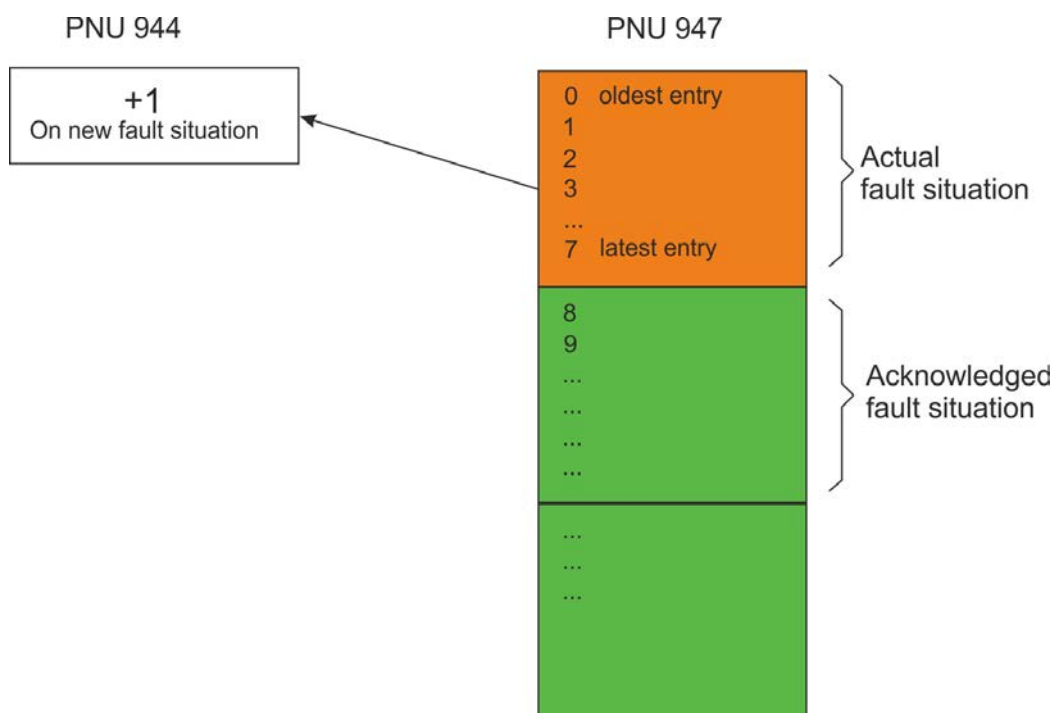 PNU 944
PNU 947
+1
On new fault situation
0 oldest entry
1
2
3
...
7 latest entry
Actual
fault situation
8
9
...
...
...
...
Acknowledged
fault situation
...
...
...